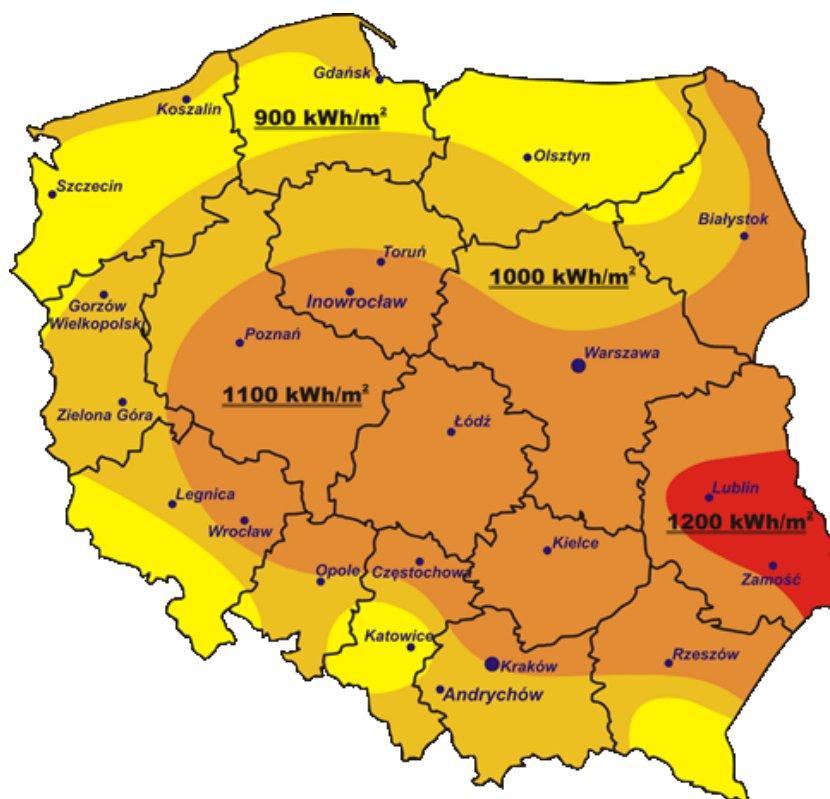 Gdańsk
Koszalin
900 kWh/m²
Olsztyn
Szczecin
Białystok
Toruń
1000 kWh/m²
Gorzów
Wielkopolski
Inowrocław
Poznań
Warszawa
1100 kWh/m²
Zielona Góra
Łódź
Legnica
Lublin
Wrocław
1200 kWh/m²
Kielce
Opole
Częstochowa
Zamość
Katowice
Kraków
Rzeszów
Andrychów